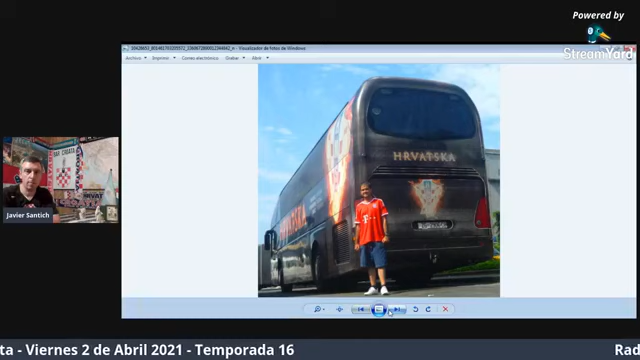 Powered by
StreamYard
Visualizador de Fotos de Windows
Archivo
Imprimir
Correo electrónico
Grabar
Abrir
HRVATSKA
T
Javier Santich
ta - Viernes 2 de Abril 2021 - Temporada 16
Rad